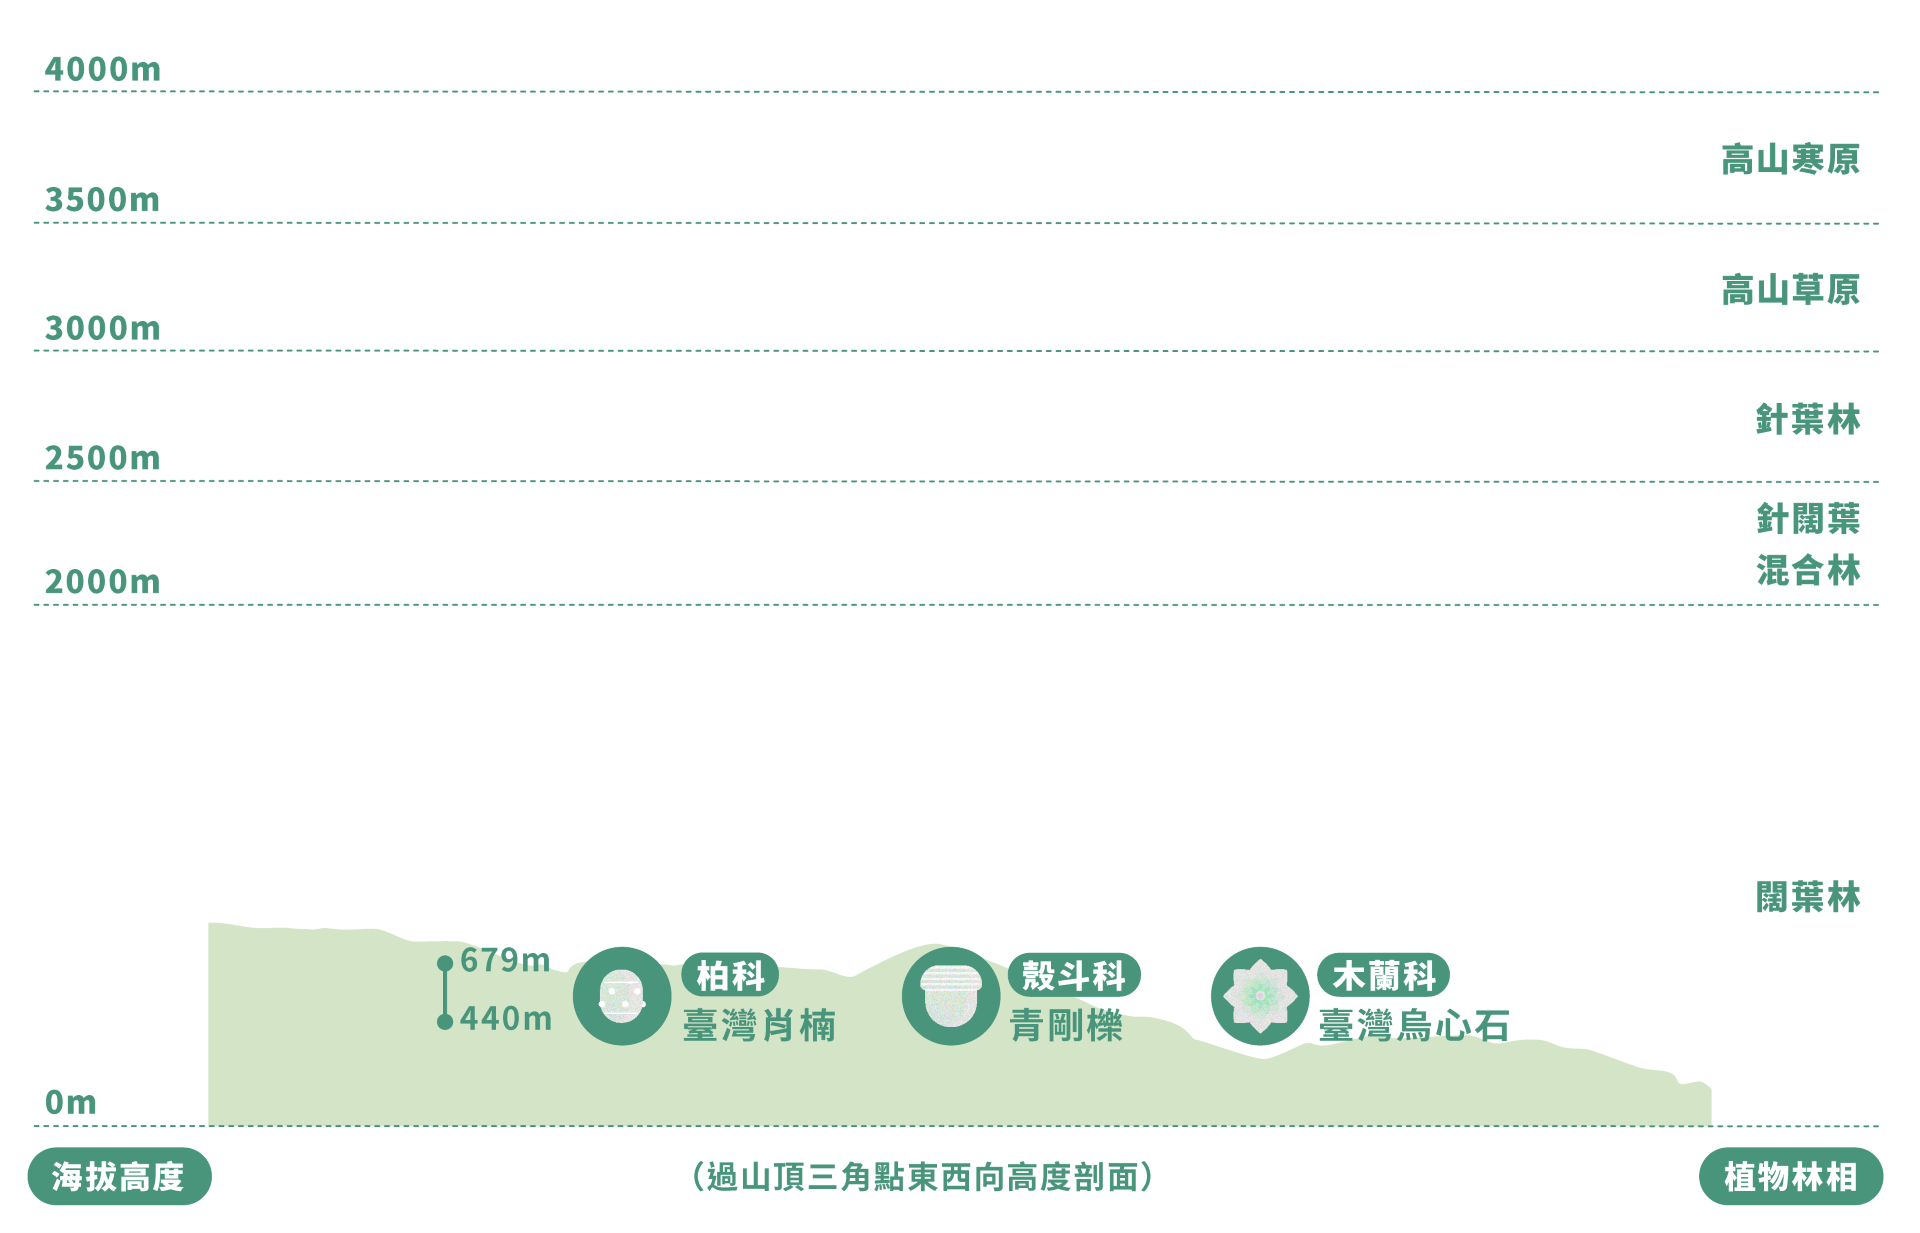 4000m
高山寒原
3500m
高山草原
3000m
針葉林
2500m
針闊葉
混合林
2000m
闊葉林
679m
440m
柏科
臺灣肖楠
殼斗科
青剛櫟
木蘭科
臺灣烏心石
0m
海拔高度
（過山頂三角點東西向高度剖面）
植物林相